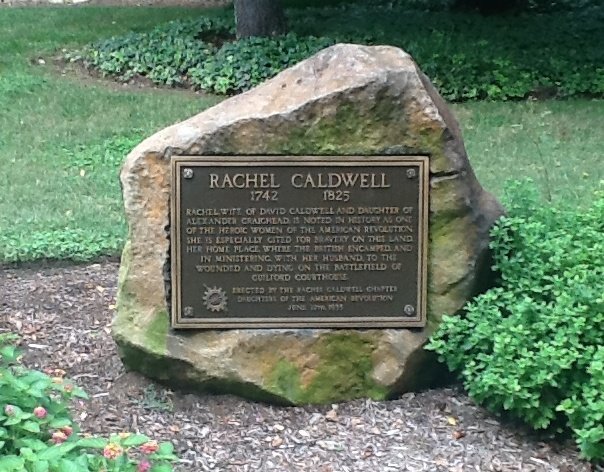 RACHEL CALDWELL
1742 1825
RACHEL, WIFE OF DAVID CALDWELL AND DAUGHTER OF
ALEXANDER CRAIGHEAD, IS NOTED IN HISTORY AS ONE
OF THE HEROIC WOMEN OF THE AMERICAN REVOLUTION
SHE IS ESPECIALLY CITED FOR BRAVERY ON THIS LAND
HER HOME PLACE, WHERE THE BRITISH ENCAMPED, AND
IN MINISTERING WITH HER HUSBAND, TO THE
WOUNDED AND DYING ON THE BATTLEFIELD OF
GUILFORD COURTHOUSE.
ERECTED BY THE RACHEL CALDWELL CHAPTER
DAUGHTERS OF THE AMERICAN REVOLUTION
JUNE